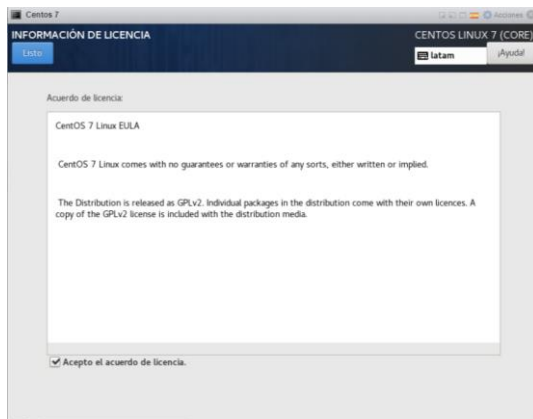 Centos 7
Acciones
INFORMACIÓN DE LICENCIA
CENTOS LINUX 7 (CORE)
Listo
latam
¡Ayuda!
Acuerdo de licencia:
CentOS 7 Linux EULA
CentOS 7 Linux comes with no guarantees or warranties of any sorts, either written or implied.
The Distribution is released as GPLv2. Individual packages in the distribution come with their own licences. A
copy of the GPLv2 license is included with the distribution media.
Acepto el acuerdo de licencia.